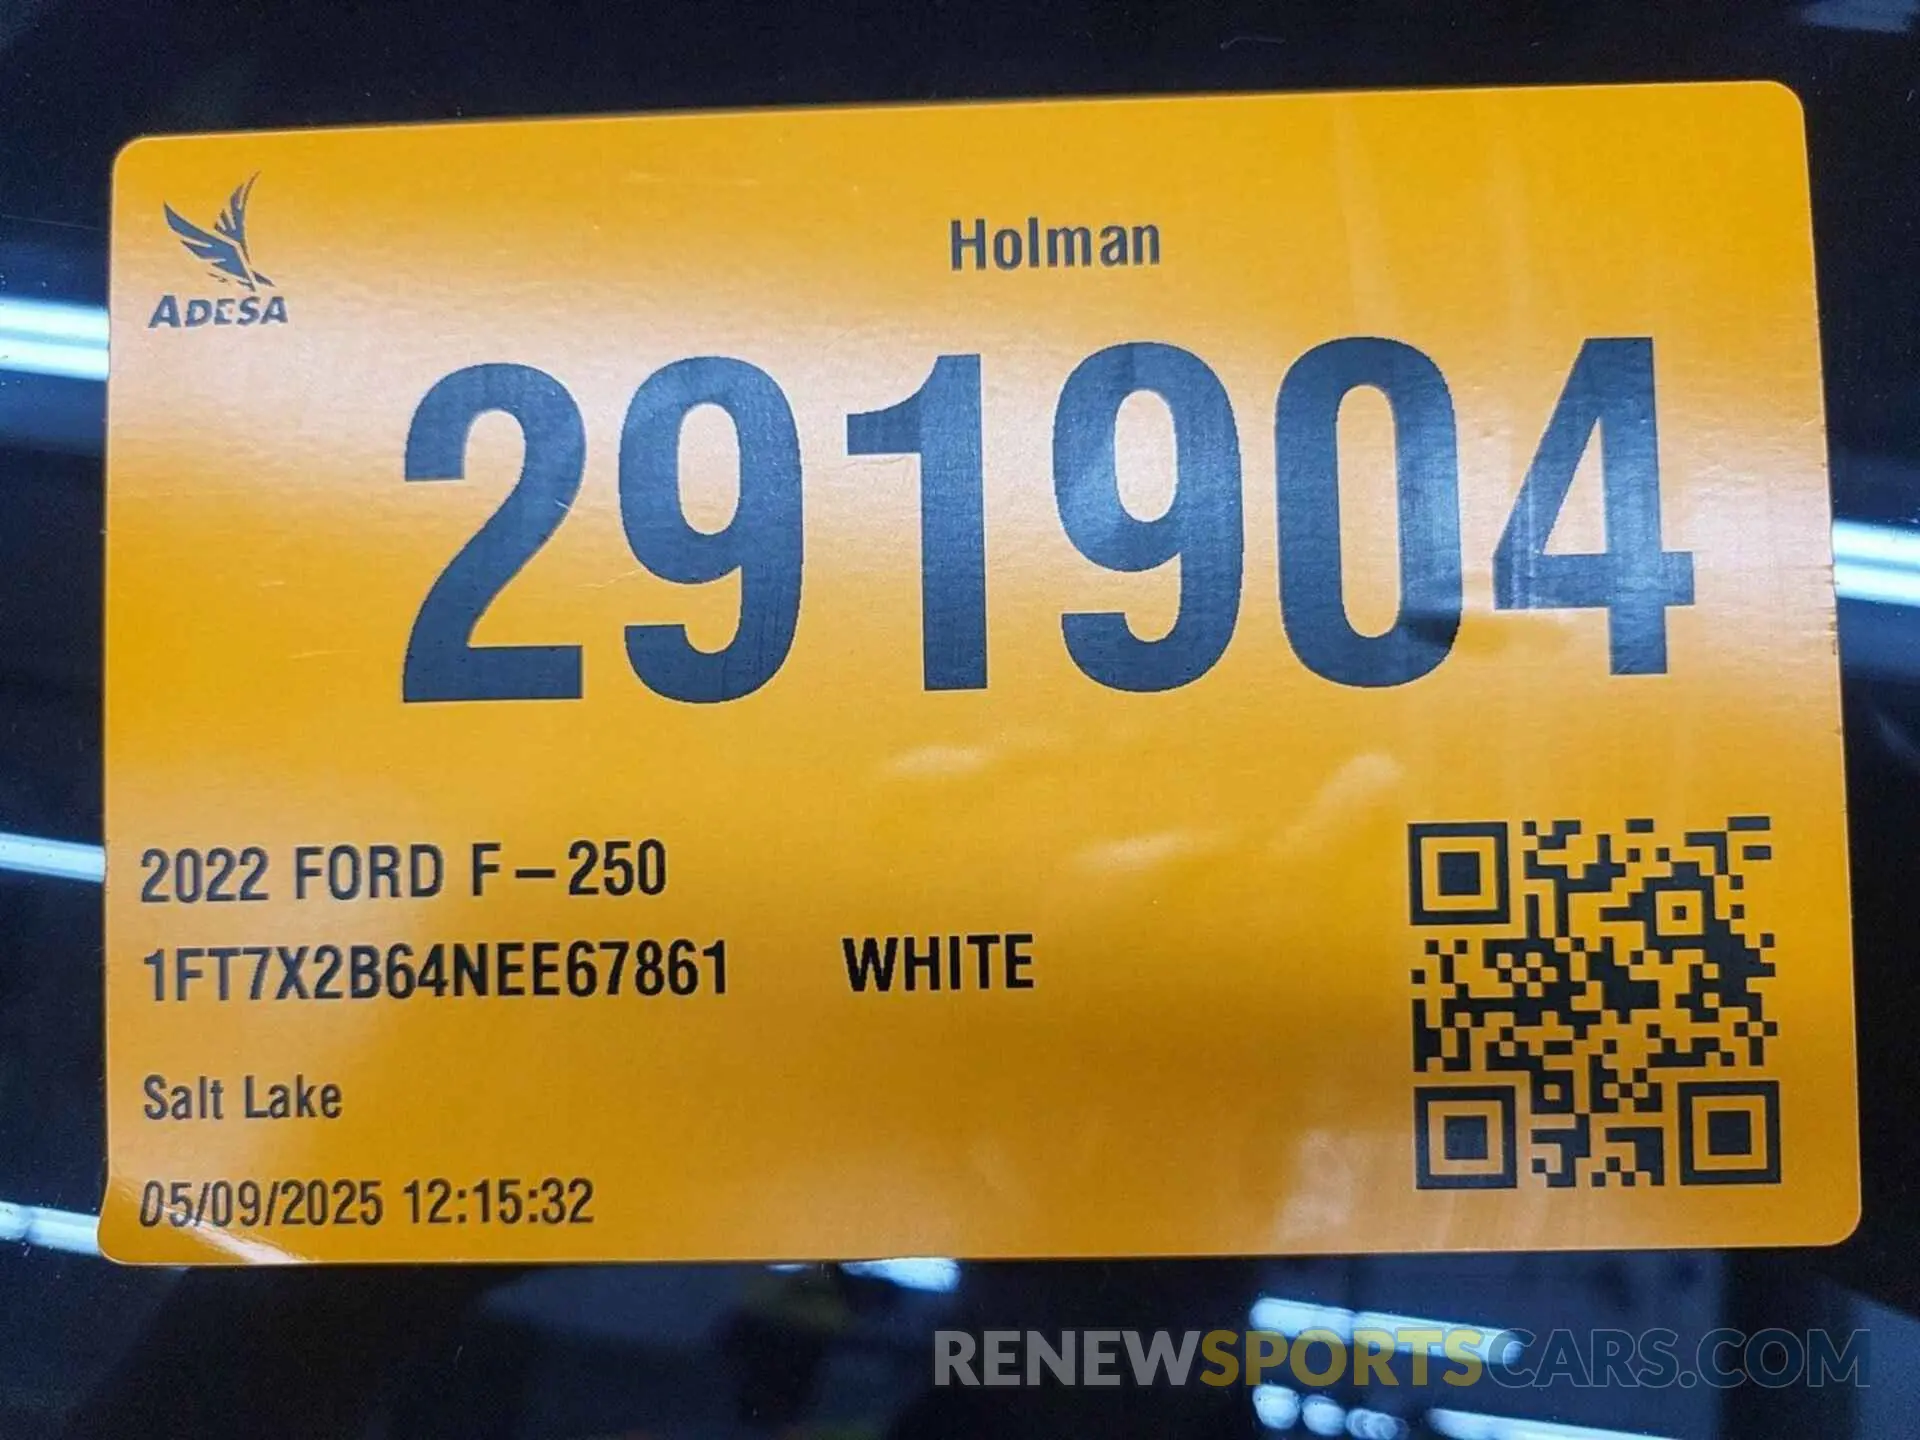 Holman
ADESA
291904
2022 FORD F-250
1FT7X2B64NEE67861 WHITE
Salt Lake
05/09/2025 12:15:32
RENEWSPORTSCARS.COM